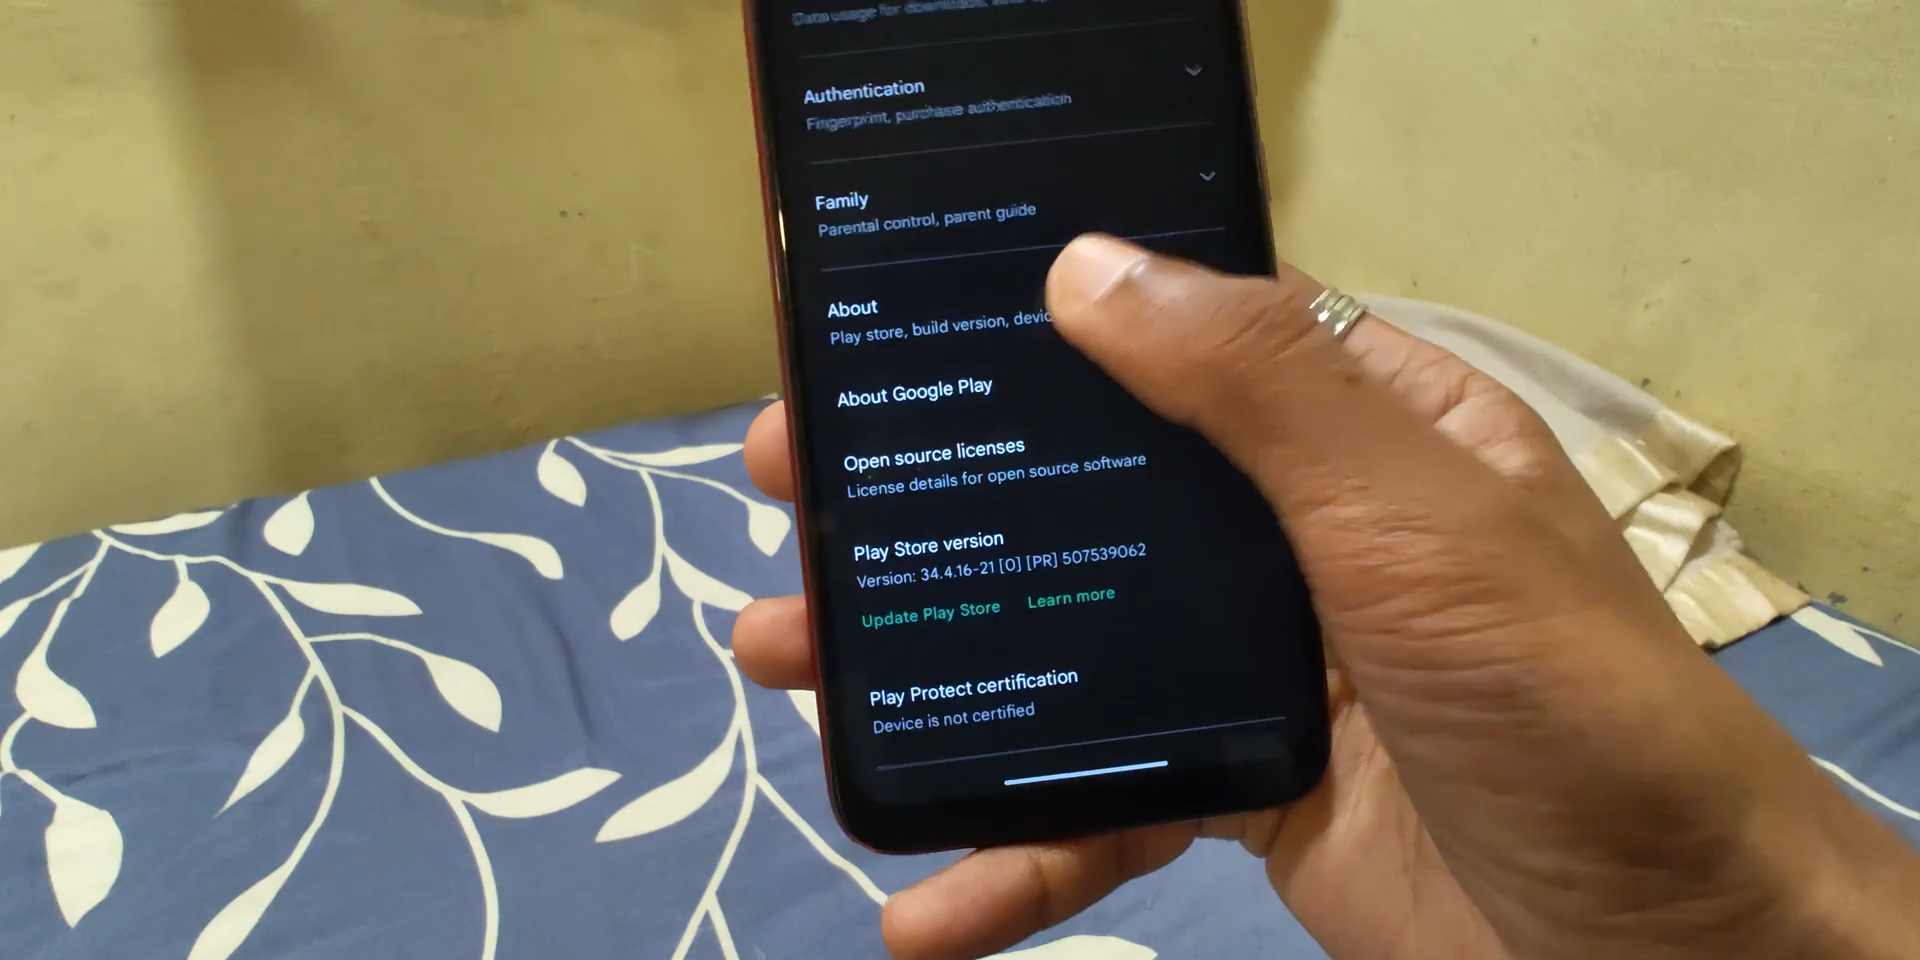 Data usage for downloads,
Authentication
Fingerprint, purchase authentication
Family
Parental control, parent guide
About
Play store, build version, devic
About Google Play
Open source licenses
License details for open source software
Play Store version
Version: 34.4.16-21 [0] [PR] 507539062
Update Play Store Learn more
Play Protect certification
Device is not certified